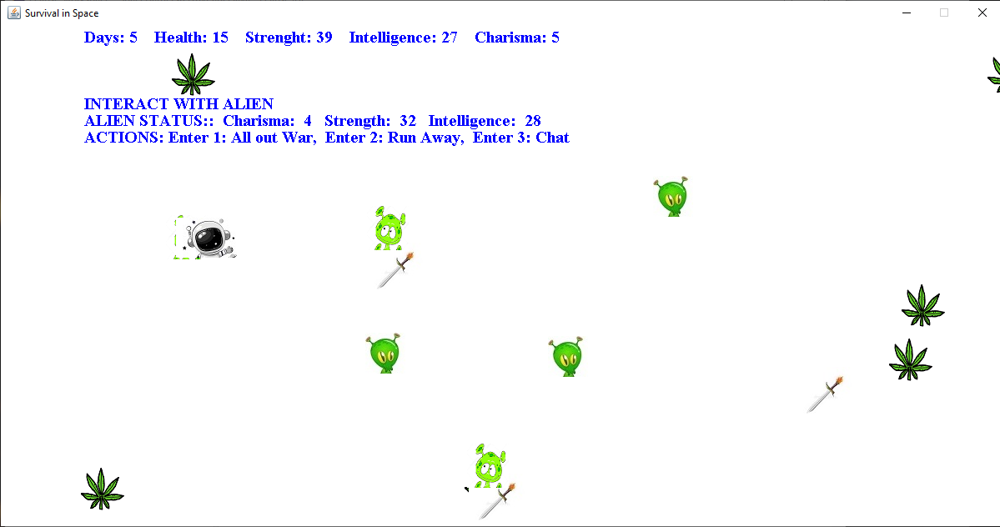 Survival in Space
Days: 5 Health: 15 Strenght: 39 Intelligence: 27 Charisma: 5
INTERACT WITH ALIEN
ALIEN STATUS:: Charisma: 4 Strength: 32 Intelligence: 28
ACTIONS: Enter 1: All out War, Enter 2: Run Away, Enter 3: Chat